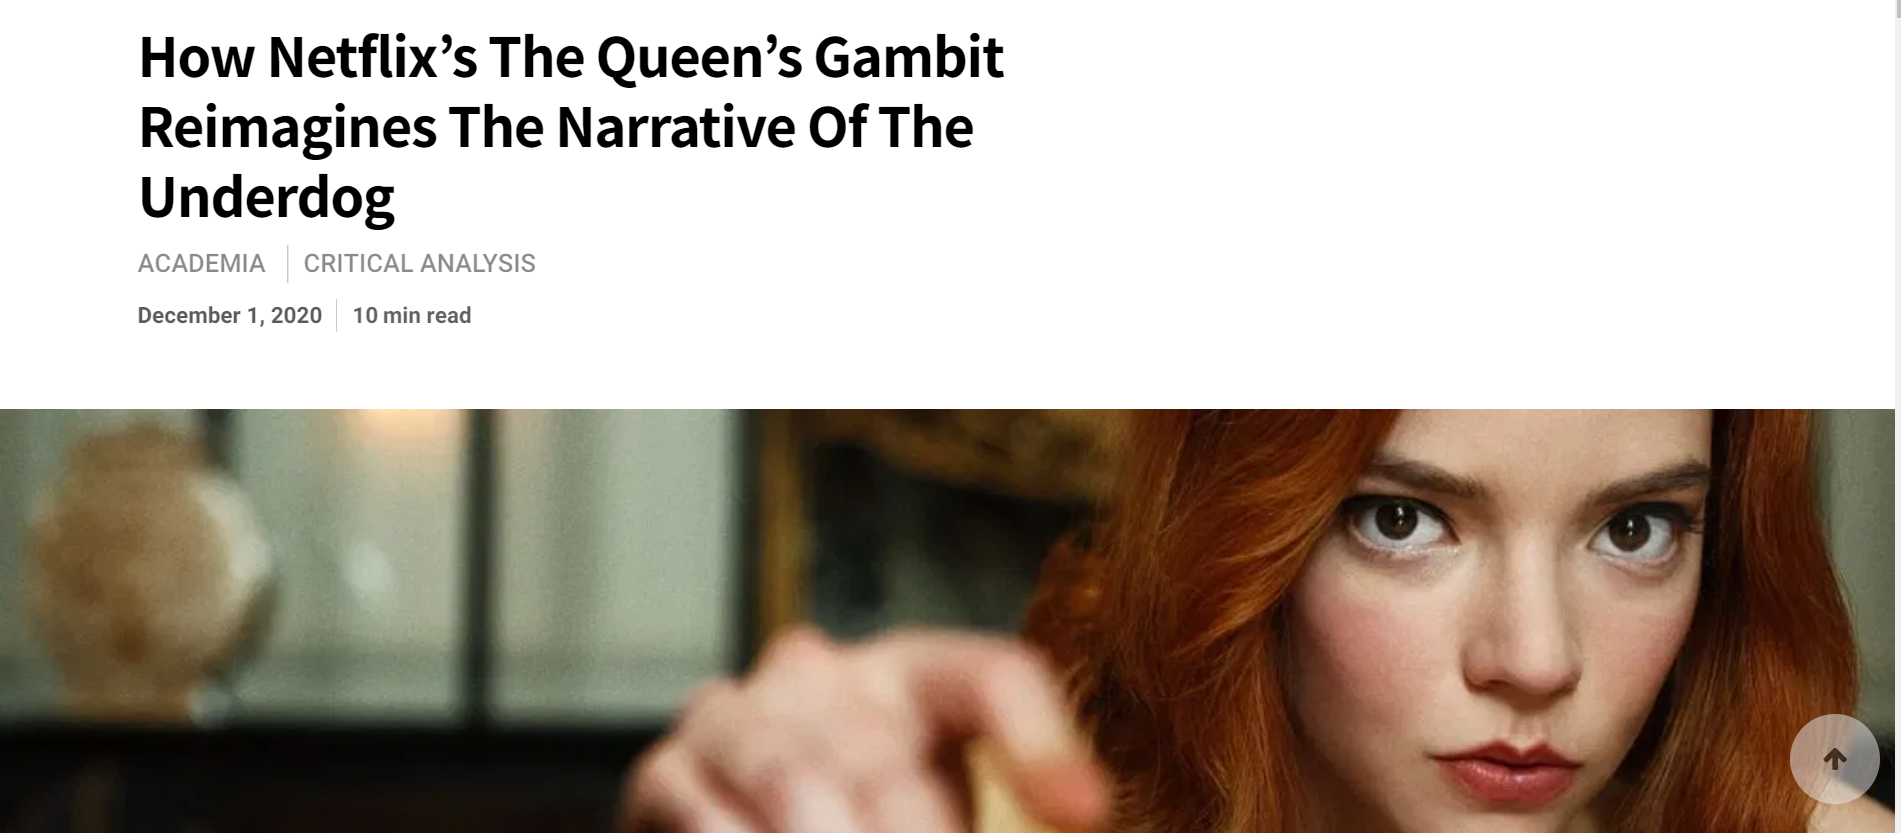 How Netflix’s The Queen’s Gambit
Reimagines The Narrative Of The
Underdog
ACADEMIA | CRITICAL ANALYSIS
December 1, 2020 | 10 min read